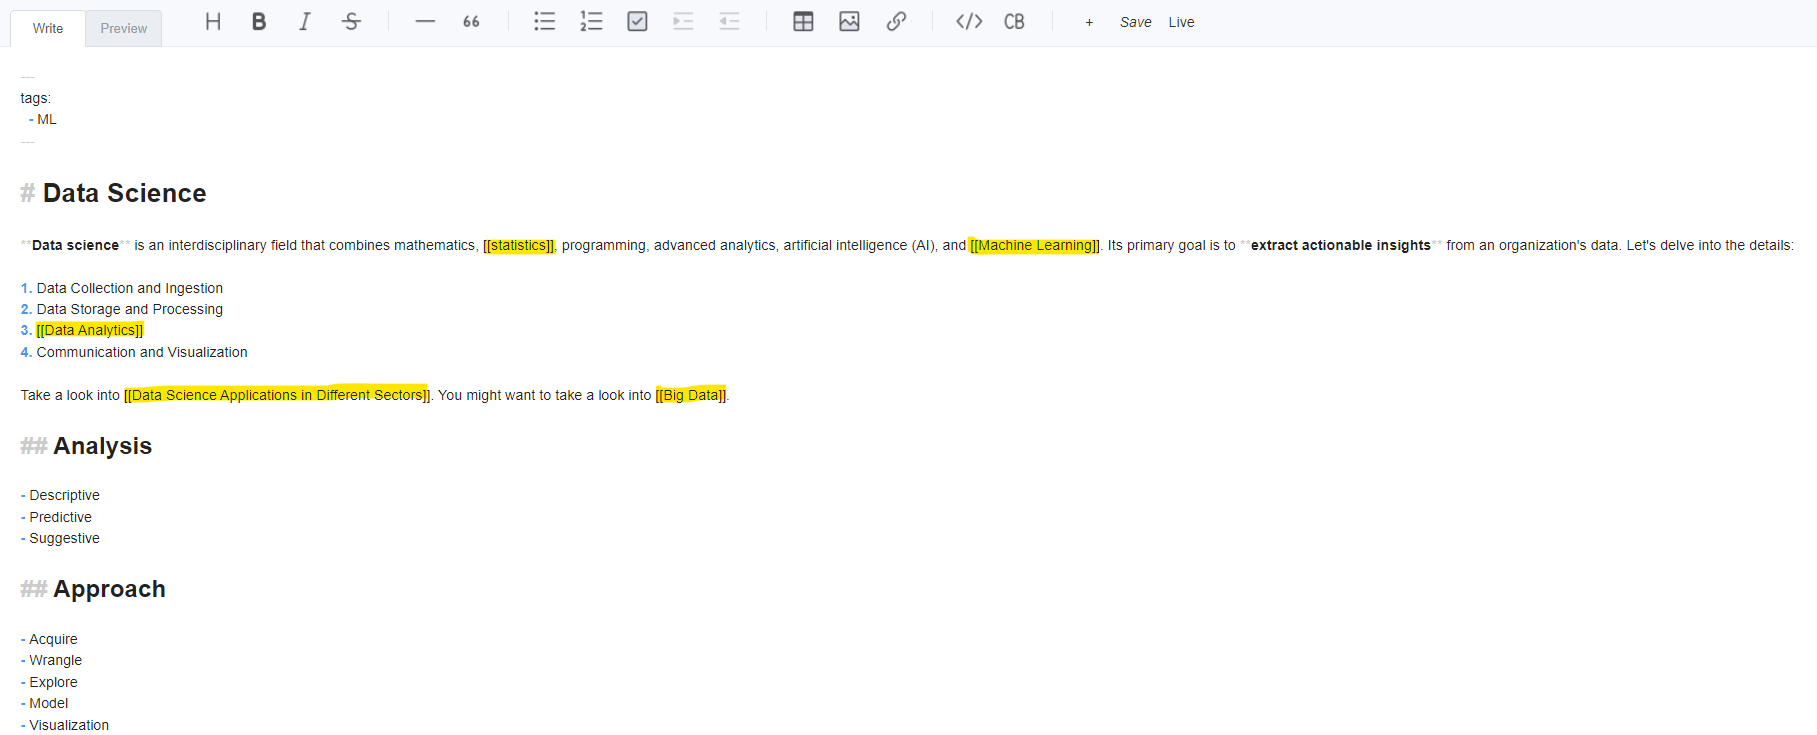 Write Preview H B I S — 66 </> CB + Save Live
---
tags:
- ML
---
# Data Science
**Data science** is an interdisciplinary field that combines mathematics, [[statistics]], programming, advanced analytics, artificial intelligence (AI), and [[Machine Learning]]. Its primary goal is to **extract actionable insights** from an organization's data. Let's delve into the details:
1. Data Collection and Ingestion
2. Data Storage and Processing
3. [[Data Analytics]]
4. Communication and Visualization
Take a look into [[Data Science Applications in Different Sectors]]. You might want to take a look into [[Big Data]].
## Analysis
- Descriptive
- Predictive
- Suggestive
## Approach
- Acquire
- Wrangle
- Explore
- Model
- Visualization